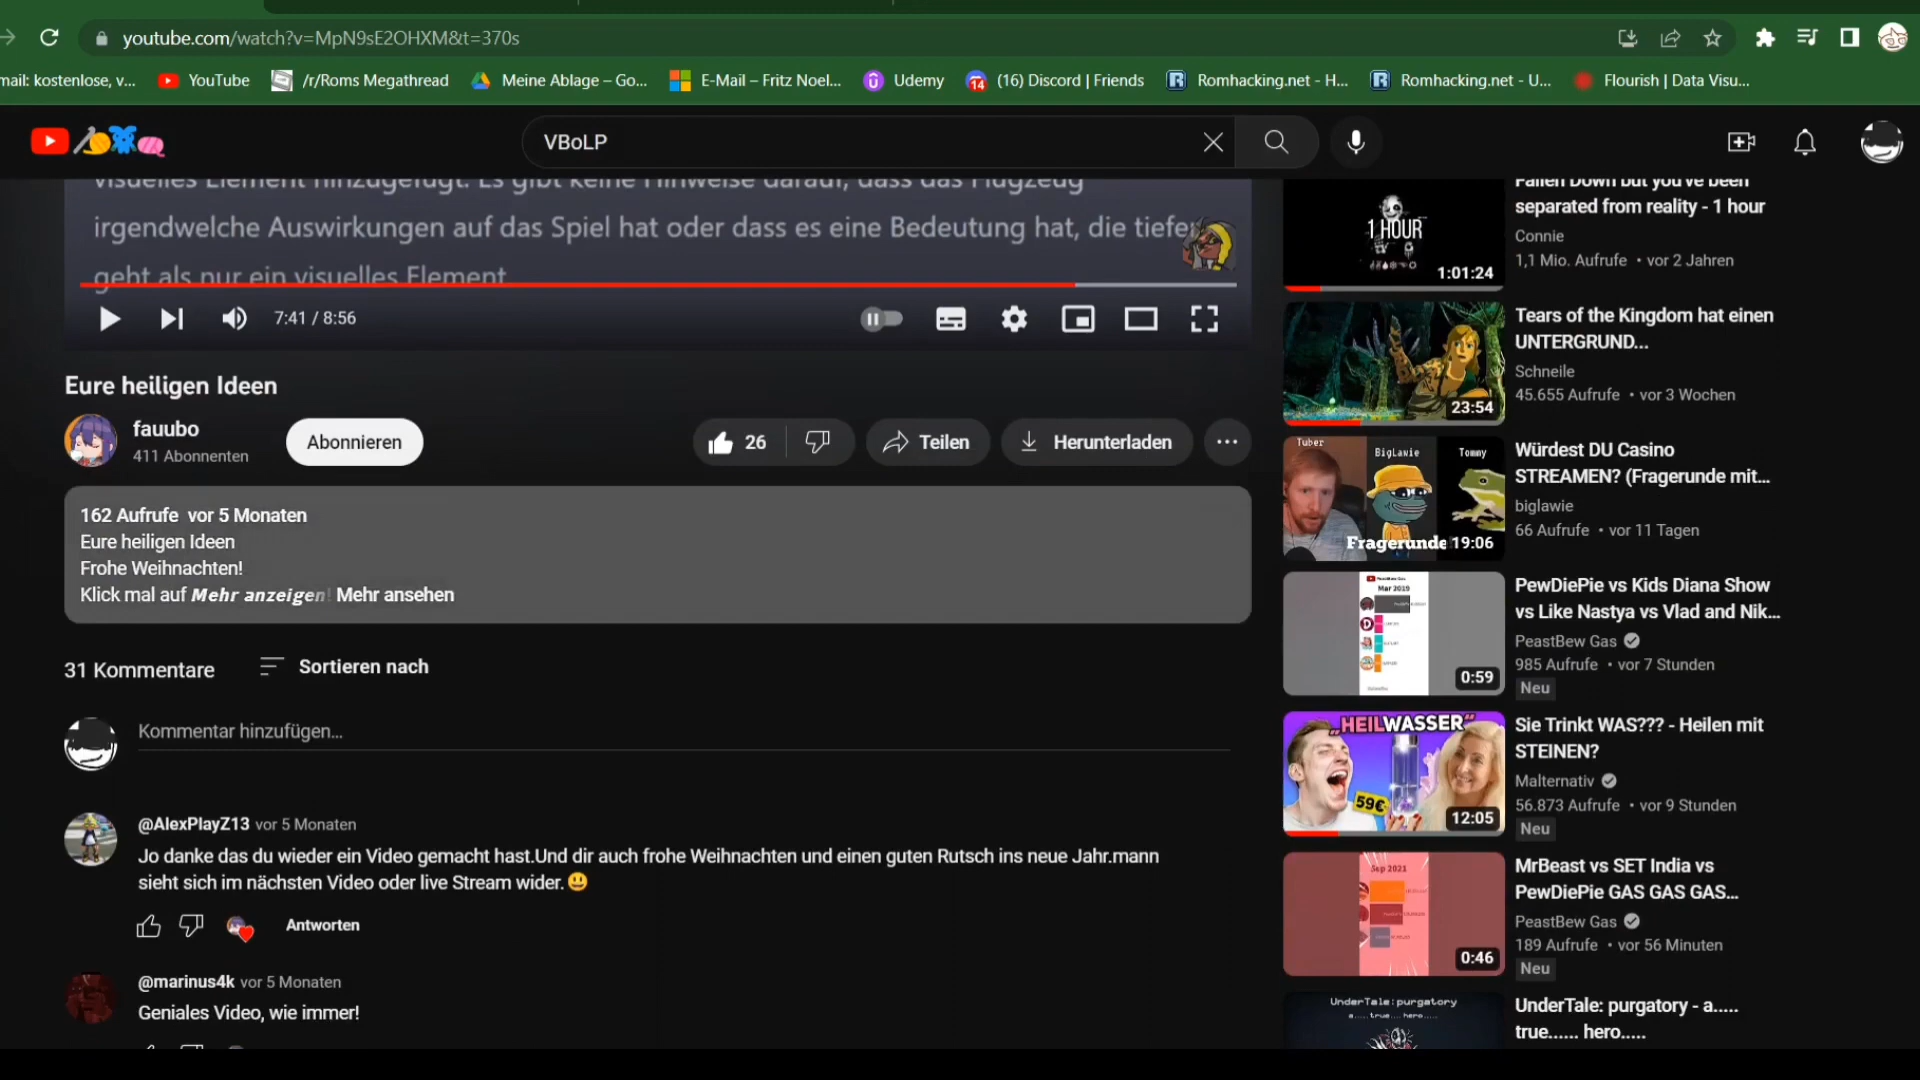 youtube.com/watch?v=MpN9sE2OHXM&t=370s
mail: kostenlose, v...
YouTube
/r/Roms Megathread
Meine Ablage – Go...
E-Mail – Fritz Noel...
Udemy
14
(16) Discord | Friends
Romhacking.net - H...
Romhacking.net - U...
Flourish | Data Visu...
VBoLP
visuelles Element hinzugefügt. Es gibt keine Hinweise darauf, dass das Flugzeug
irgendwelche Auswirkungen auf das Spiel hat oder dass es eine Bedeutung hat, die tiefer
geht als nur ein visuelles Element
7:41 / 8:56
Eure heiligen Ideen
fauubo
411 Abonnenten
Abonnieren
26
Teilen
Herunterladen
162 Aufrufe vor 5 Monaten
Eure heiligen Ideen
Frohe Weihnachten!
Klick mal auf Mehr anzeigen! Mehr ansehen
31 Kommentare
Sortieren nach
Kommentar hinzufügen...
@AlexPlayZ13 vor 5 Monaten
Jo danke das du wieder ein Video gemacht hast.Und dir auch frohe Weihnachten und einen guten Rutsch ins neue Jahr.mann
sieht sich im nächsten Video oder live Stream wider.😃
Antworten
@marinus4k vor 5 Monaten
Geniales Video, wie immer!
1 HOUR
1:01:24
Fallen Down but you've been
separated from reality - 1 hour
Connie
1,1 Mio. Aufrufe • vor 2 Jahren
23:54
Tears of the Kingdom hat einen
UNTERGRUND...
Schneile
45.655 Aufrufe • vor 3 Wochen
Tuber
BigLawie
Tommy
Fragerunde
19:06
Würdest DU Casino
STREAMEN? (Fragerunde mit...
biglawie
66 Aufrufe • vor 11 Tagen
PeastBew Gas
Mar 2019
0:59
PewDiePie vs Kids Diana Show
vs Like Nastya vs Vlad and Nik...
PeastBew Gas
985 Aufrufe • vor 7 Stunden
Neu
„HEILWASSER“
59€
12:05
Sie Trinkt WAS??? - Heilen mit
STEINEN?
Malternativ
56.873 Aufrufe • vor 9 Stunden
Neu
Sep 2021
0:46
MrBeast vs SET India vs
PewDiePie GAS GAS GAS...
PeastBew Gas
189 Aufrufe • vor 56 Minuten
Neu
UnderTale:purgatory
a.....true....hero.....
UnderTale: purgatory - a.....
true...... hero.....